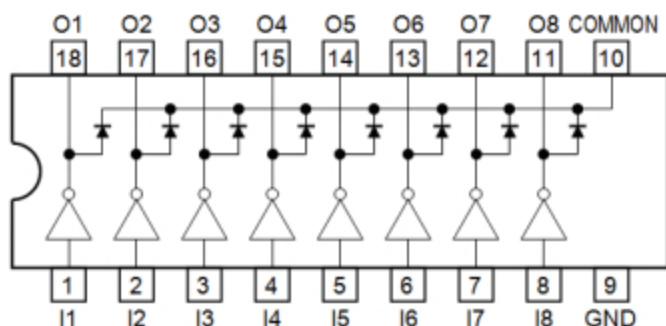 O1 O2 O3 O4 O5 O6 O7 O8 COMMON
18 17 16 15 14 13 12 11 10
1 2 3 4 5 6 7 8 9
I1 I2 I3 I4 I5 I6 I7 I8 GND